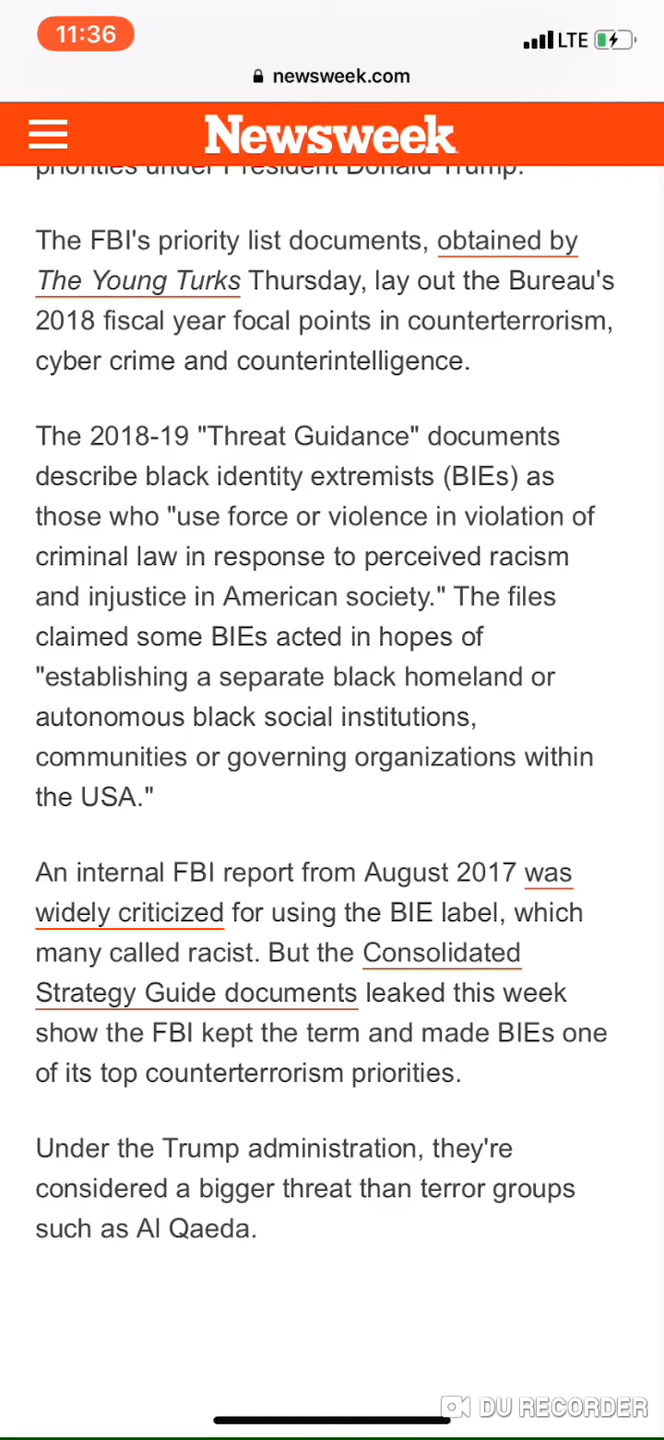 11:36
LTE
newsweek.com
Newsweek
priorities under President Donald Trump.
The FBI's priority list documents, obtained by
The Young Turks Thursday, lay out the Bureau's
2018 fiscal year focal points in counterterrorism,
cyber crime and counterintelligence.
The 2018-19 "Threat Guidance" documents
describe black identity extremists (BIEs) as
those who "use force or violence in violation of
criminal law in response to perceived racism
and injustice in American society." The files
claimed some BIEs acted in hopes of
"establishing a separate black homeland or
autonomous black social institutions,
communities or governing organizations within
the USA."
An internal FBI report from August 2017 was
widely criticized for using the BIE label, which
many called racist. But the Consolidated
Strategy Guide documents leaked this week
show the FBI kept the term and made BIEs one
of its top counterterrorism priorities.
Under the Trump administration, they're
considered a bigger threat than terror groups
such as Al Qaeda.
DU RECORDER